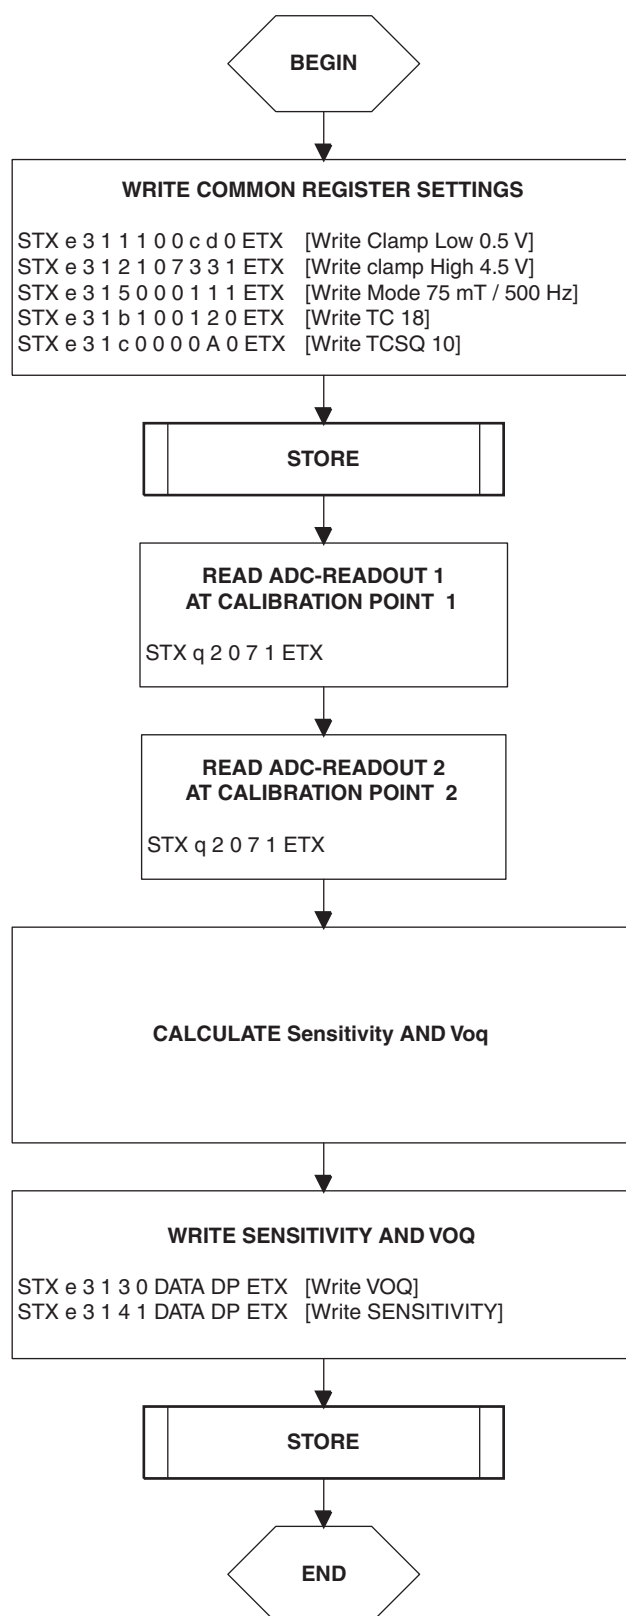 BEGIN
WRITE COMMON REGISTER SETTINGS
STX e 3 1 1 1 0 0 c d 0 ETX [Write Clamp Low 0.5 V]
STX e 3 1 2 1 0 7 3 3 1 ETX [Write clamp High 4.5 V]
STX e 3 1 5 0 0 0 1 1 1 ETX [Write Mode 75 mT / 500 Hz]
STX e 3 1 b 1 0 0 1 2 0 ETX [Write TC 18]
STX e 3 1 c 0 0 0 0 A 0 ETX [Write TCSQ 10]
STORE
READ ADC-READOUT 1
AT CALIBRATION POINT 1
STX q 2 0 7 1 ETX
READ ADC-READOUT 2
AT CALIBRATION POINT 2
STX q 2 0 7 1 ETX
CALCULATE Sensitivity AND Voq
WRITE SENSITIVITY AND VOQ
STX e 3 1 3 0 DATA DP ETX [Write VOQ]
STX e 3 1 4 1 DATA DP ETX [Write SENSITIVITY]
STORE
END